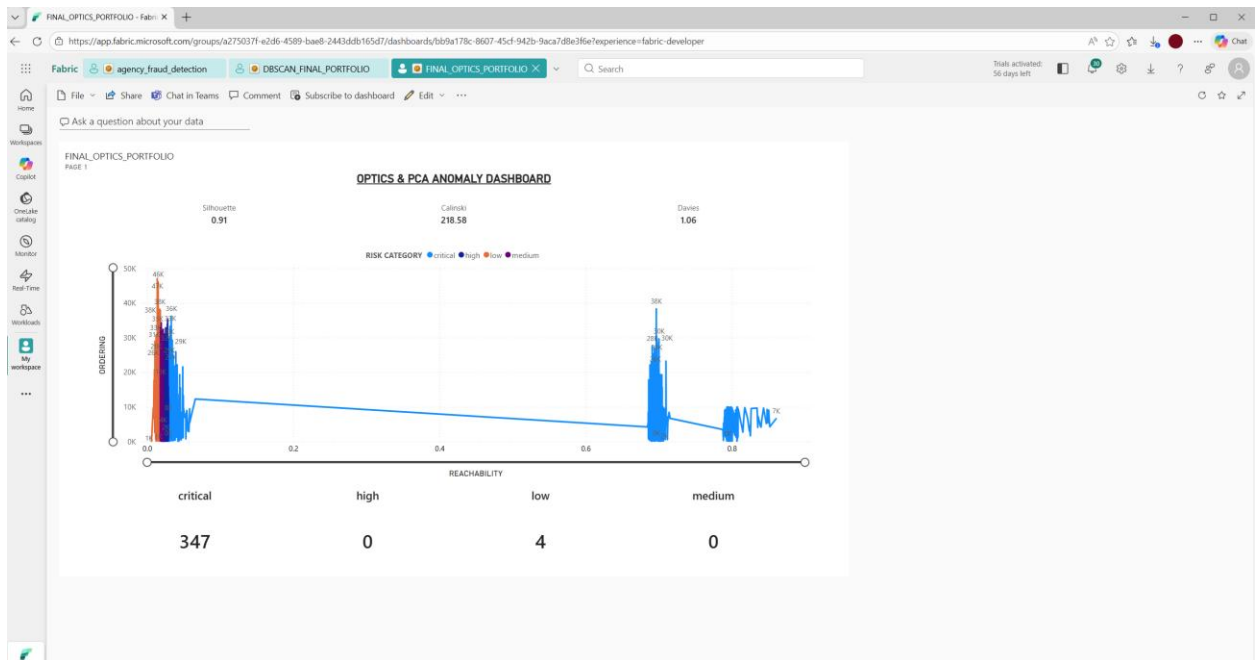 FINAL_OPTICS_PORTFOLIO - Fabric
https://app.fabric.microsoft.com/groups/a275037f-e2d6-4589-bae8-2443ddb165d7/dashboards/bb9a178c-8607-45cf-942b-9aca7d8e3f6e?experience=fabric-developer
Chat
Fabric agency_fraud_detection DBSCAN_FINAL_PORTFOLIO FINAL_OPTICS_PORTFOLIO Search
Trials activated:
56 days left
File Share Chat in Teams Comment Subscribe to dashboard Edit
Home
Workspaces
Copilot
OneLake
catalog
Monitor
Real-Time
Workloads
My
workspace
Ask a question about your data
FINAL_OPTICS_PORTFOLIO
PAGE 1
OPTICS & PCA ANOMALY DASHBOARD
Silhouette Calinski Davies
0.91 218.58 1.06
RISK CATEGORY critical high low medium
50K
46K
40K
38K 36K 38K
30K
29K 30K
20K
10K
7K
0K
ORDERING
0.0 0.2 0.4 0.6 0.8
REACHABILITY
critical high low medium
347 0 4 0